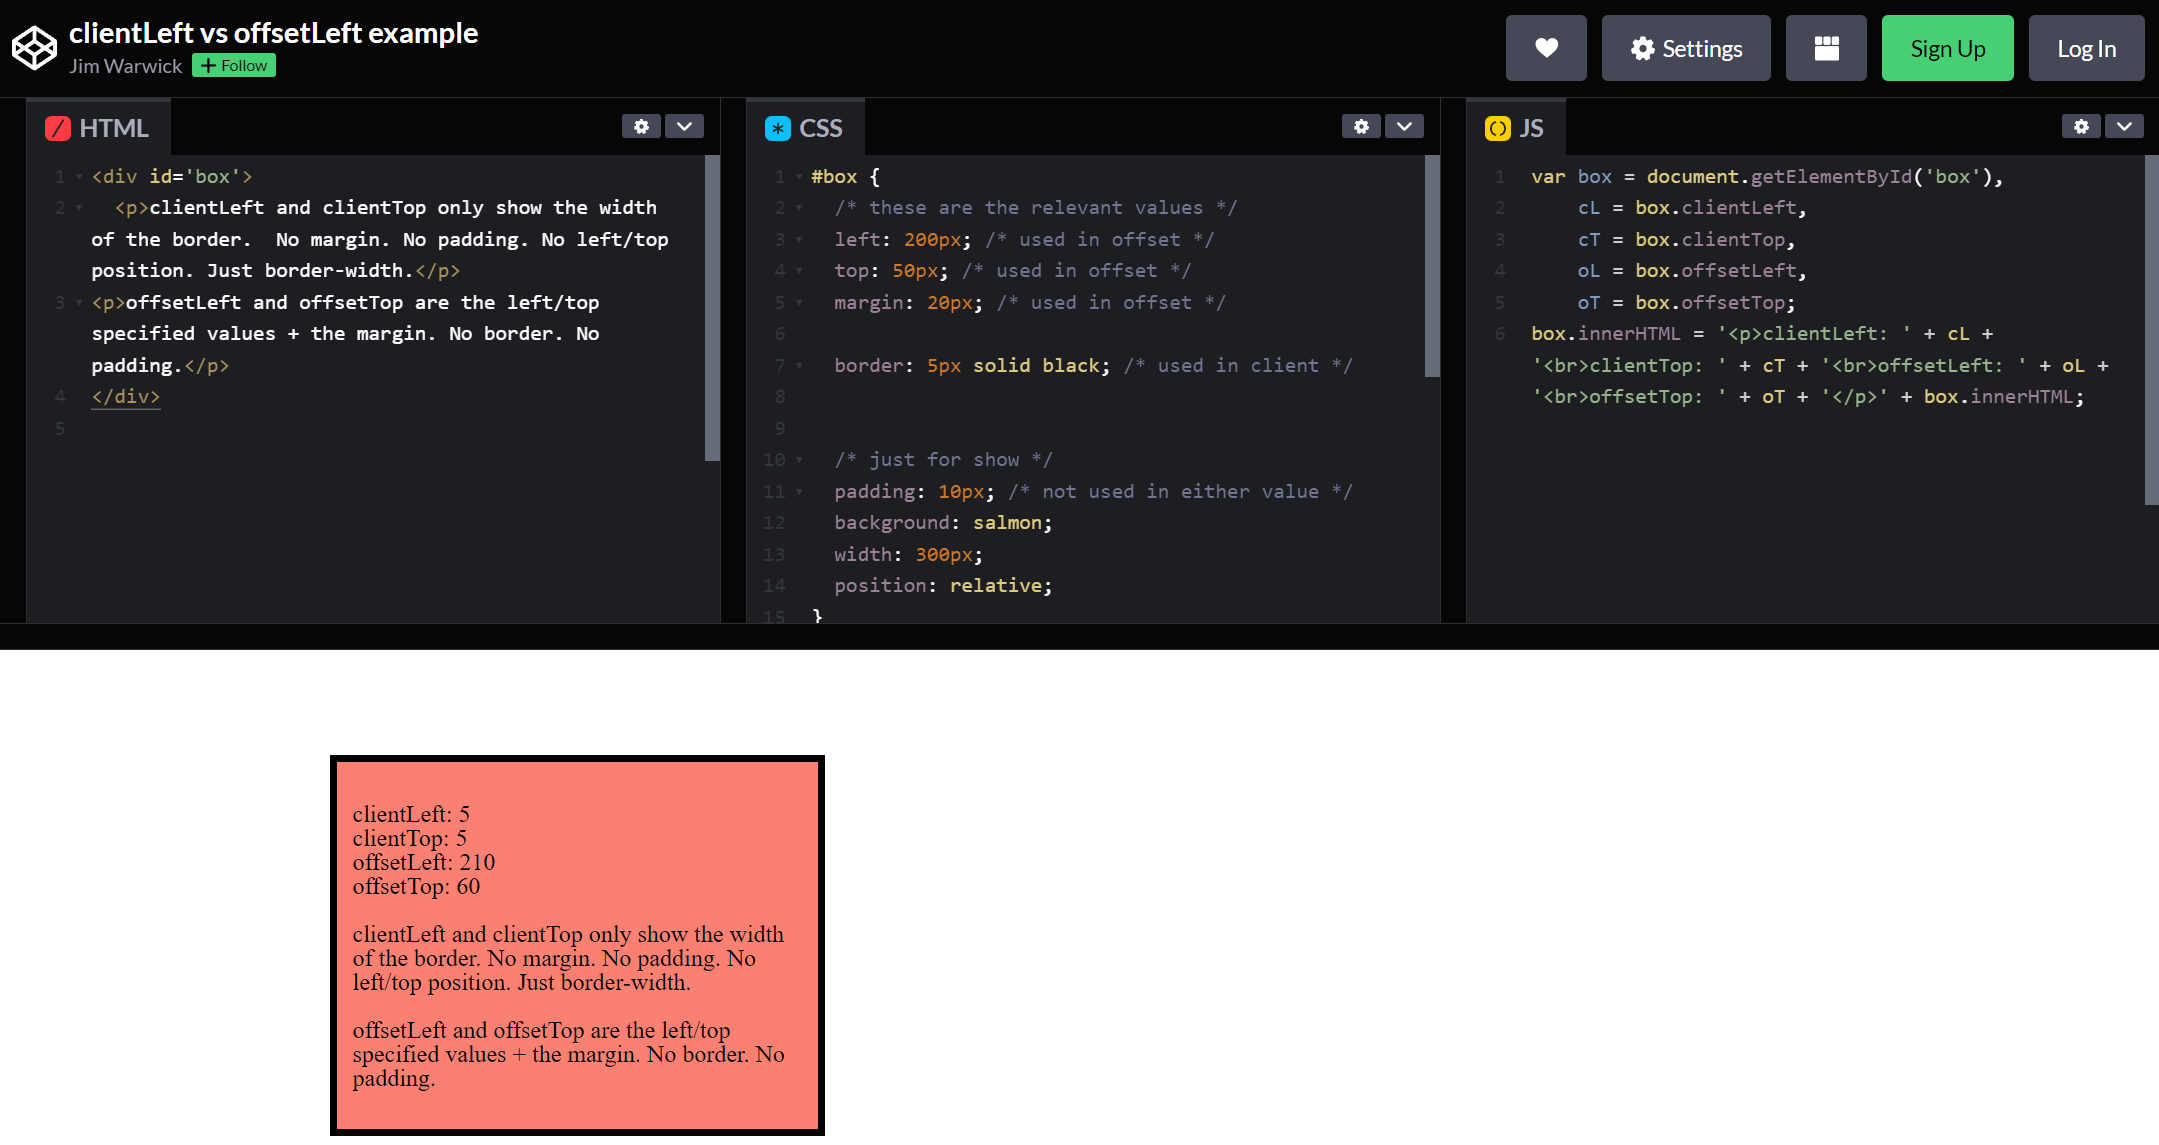 clientLeft vs offsetLeft example
Jim Warwick + Follow
Settings
Sign Up
Log In
HTML
1 <div id='box'>
2 <p>clientLeft and clientTop only show the width
of the border.  No margin. No padding. No left/top
position. Just border-width.</p>
3 <p>offsetLeft and offsetTop are the left/top
specified values + the margin. No border. No
padding.</p>
4 </div>
5
* CSS
1 #box {
2 /* these are the relevant values */
3 left: 200px; /* used in offset */
4 top: 50px; /* used in offset */
5 margin: 20px; /* used in offset */
6
7 border: 5px solid black; /* used in client */
8
9
10 /* just for show */
11 padding: 10px; /* not used in either value */
12 background: salmon;
13 width: 300px;
14 position: relative;
15 }
() JS
1 var box = document.getElementById('box'),
2 cL = box.clientLeft,
3 cT = box.clientTop,
4 oL = box.offsetLeft,
5 oT = box.offsetTop;
6 box.innerHTML = '<p>clientLeft: ' + cL +
'<br>clientTop: ' + cT + '<br>offsetLeft: ' + oL +
'<br>offsetTop: ' + oT + '</p>' + box.innerHTML;
clientLeft: 5
clientTop: 5
offsetLeft: 210
offsetTop: 60
clientLeft and clientTop only show the width
of the border. No margin. No padding. No
left/top position. Just border-width.
offsetLeft and offsetTop are the left/top
specified values + the margin. No border. No
padding.